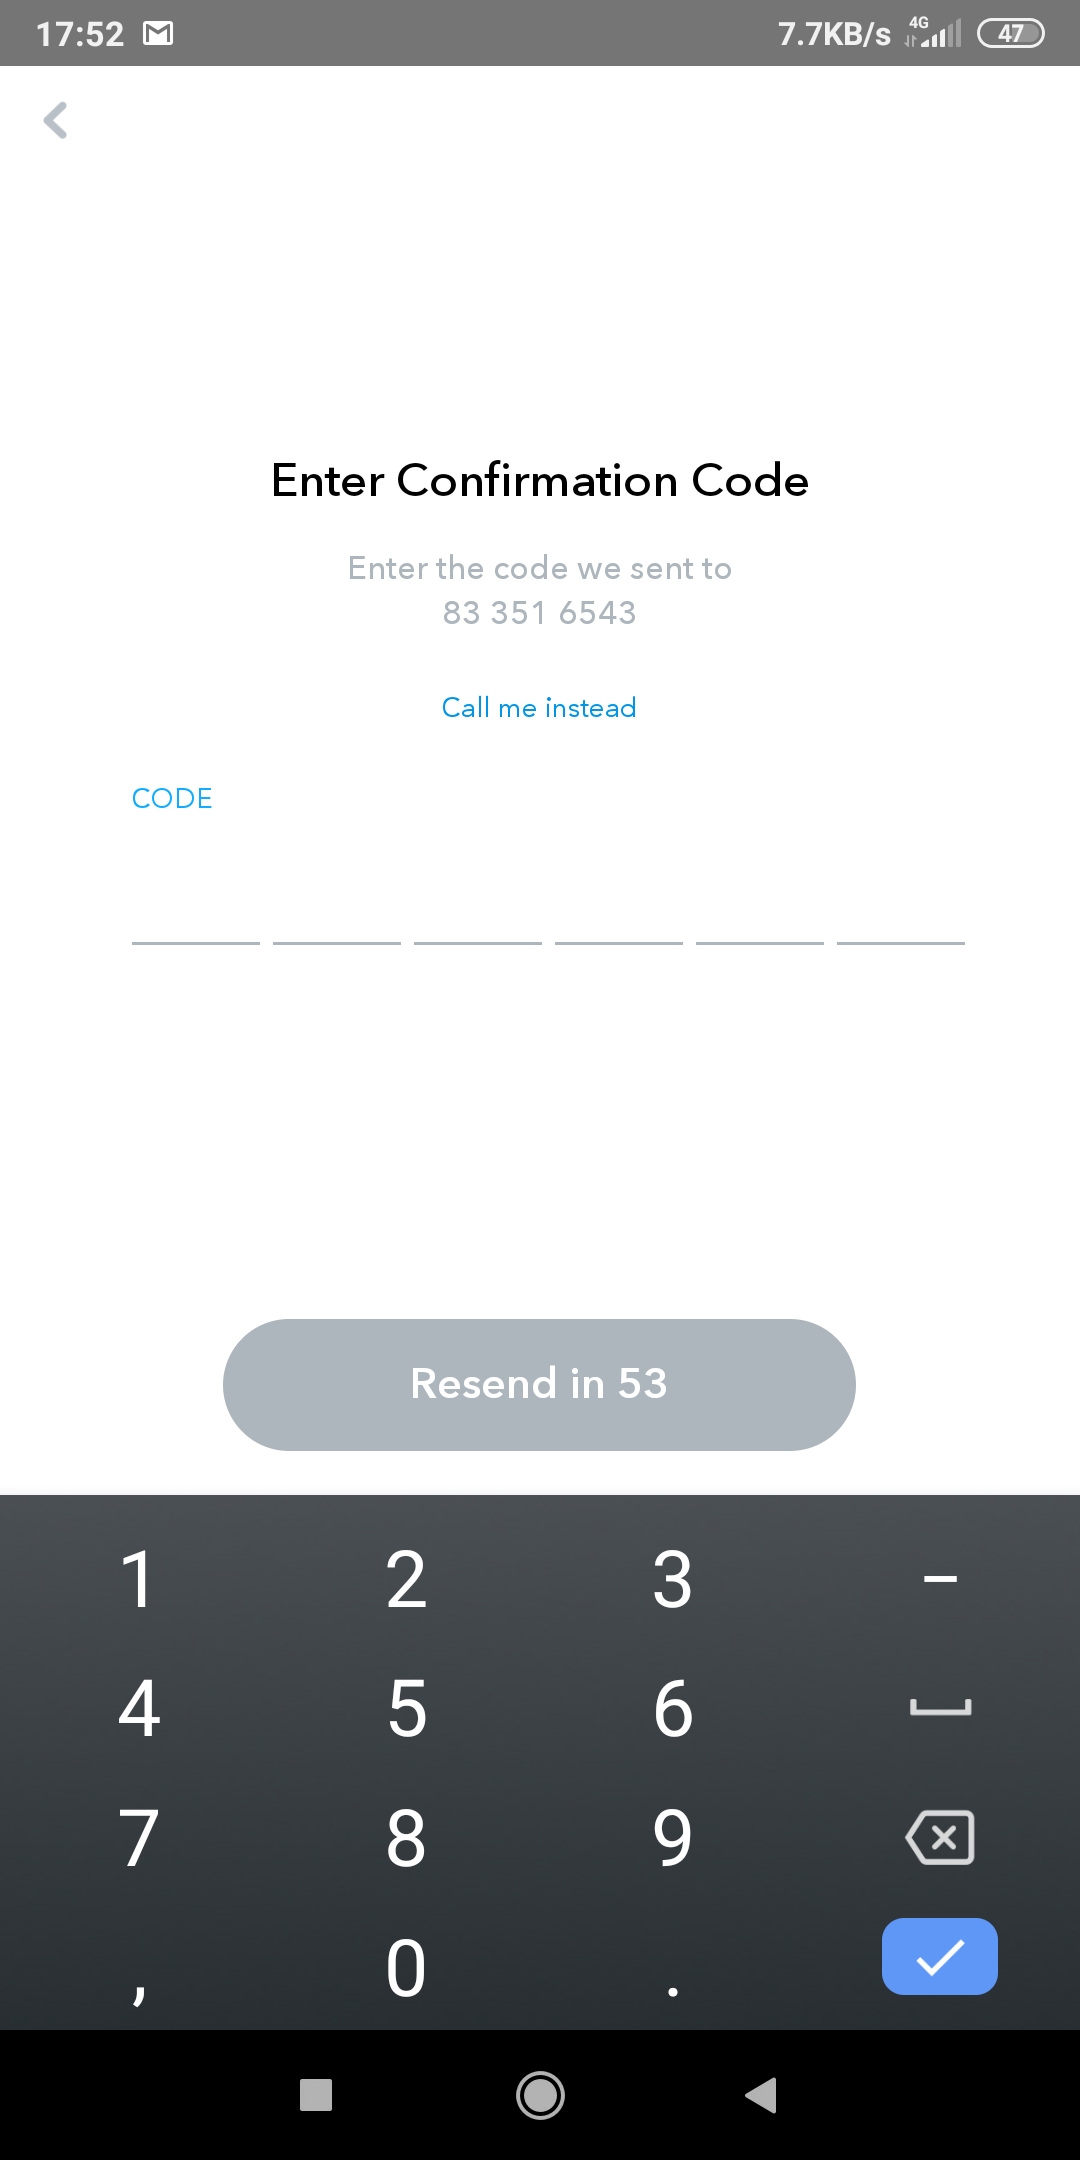 17:52 7.7KB/s 4G 47
Enter Confirmation Code
Enter the code we sent to
83 351 6543
Call me instead
CODE
Resend in 53
1 2 3 –
4 5 6
7 8 9
, 0 .